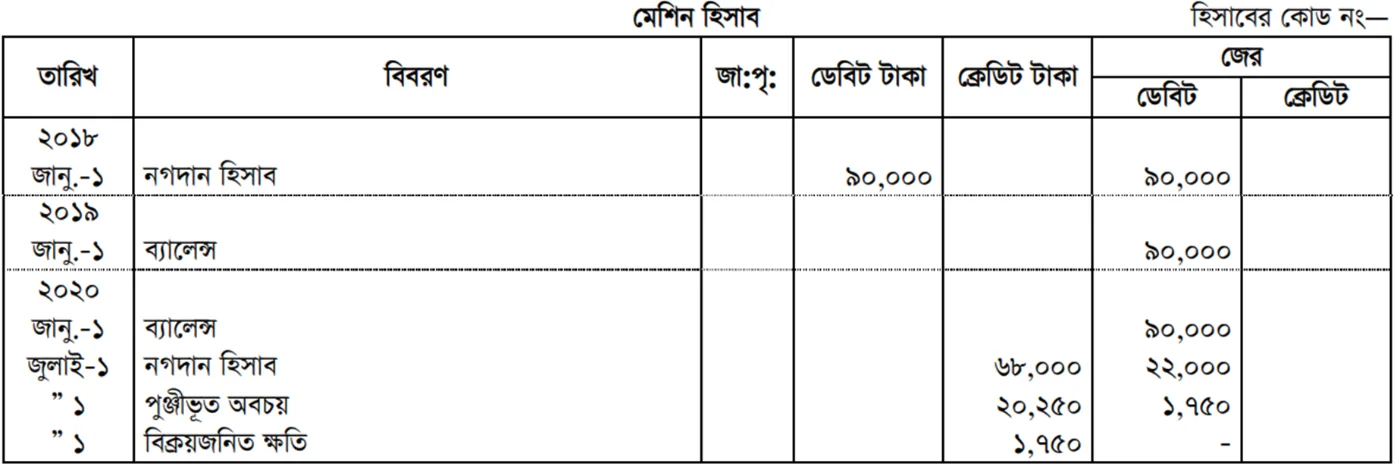 মেশিন হিসাব হিসাবের কোড নং—
তারিখ বিবরণ জা:পৃ: ডেবিট টাকা ক্রেডিট টাকা জের
ডেবিট ক্রেডিট
২০১৮
জানু.-১ নগদান হিসাব ৯০,০০০ ৯০,০০০
২০১৯
জানু.-১ ব্যালেন্স ৯০,০০০
২০২০
জানু.-১ ব্যালেন্স ৯০,০০০
জুলাই-১ নগদান হিসাব ৬৮,০০০ ২২,০০০
” ১ পুঞ্জীভূত অবচয় ২০,২৫০ ১,৭৫০
” ১ বিক্রয়জনিত ক্ষতি ১,৭৫০ -